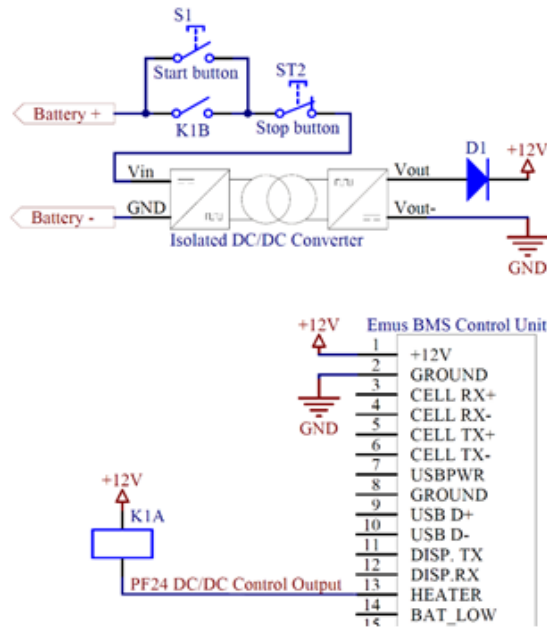 S1
Start button
ST2
Battery +
K1B
Stop button
D1
+12V
Vin
Vout
Battery -
GND
Vout-
Isolated DC/DC Converter
GND
+12V
Emus BMS Control Unit
1
+12V
2
GROUND
3
CELL RX+
GND
4
CELL RX-
5
CELL TX+
6
CELL TX-
7
USBPWR
8
GROUND
+12V
9
USB D+
K1A
10
USB D-
11
DISP. TX
12
DISP.RX
PF24 DC/DC Control Output
13
HEATER
14
BAT_LOW
15